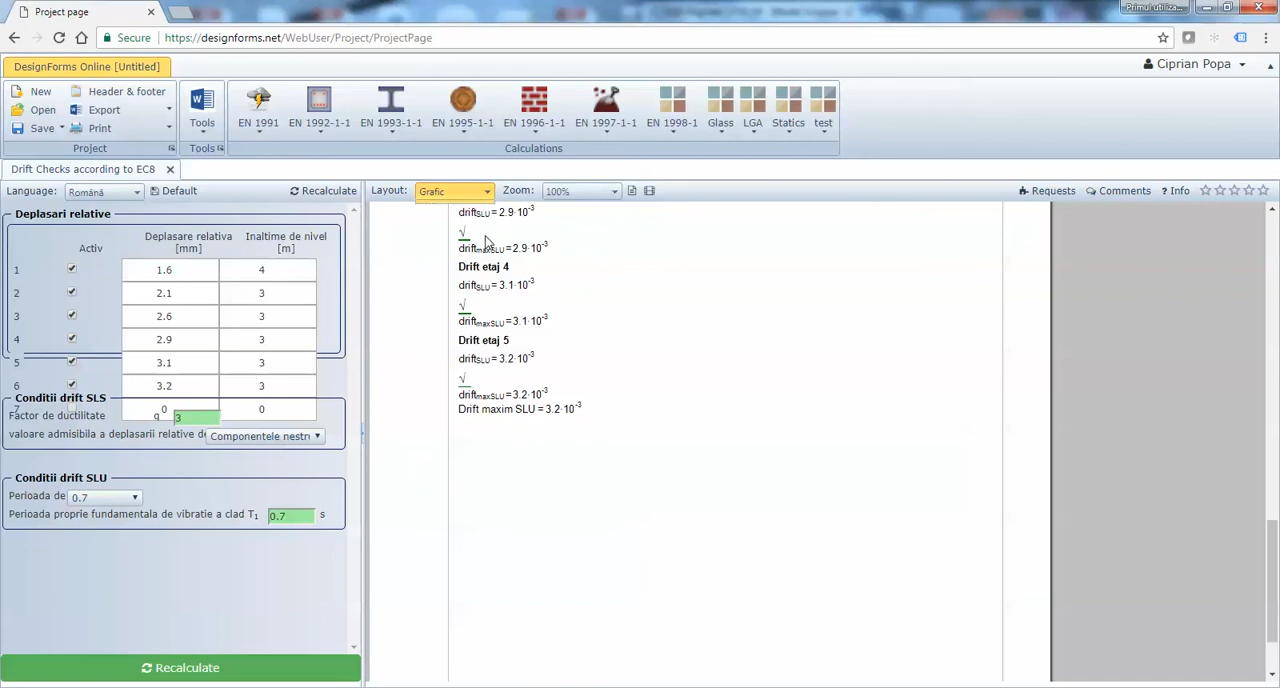 Project page
Primul utiliza...
Secure
https://designforms.net/WebUser/Project/ProjectPage
DesignForms Online [Untitled]
Ciprian Popa
New
Header & footer
Open
Export
Save
Print
Project
Tools
Tools
EN 1991
EN 1992-1-1
EN 1993-1-1
EN 1995-1-1
EN 1996-1-1
EN 1997-1-1
EN 1998-1
Glass
LGA
Statics
test
Calculations
Drift Checks according to EC8
Language:
Română
Default
Recalculate
Layout:
Grafic
Zoom:
100%
Requests
Comments
? Info
Deplasari relative
Activ
Deplasare relativa [mm]
Inaltime de nivel [m]
1 1.6 4
2 2.1 3
3 2.6 3
4 2.9 3
5 3.1 3
6 3.2 3
7 0 0
Conditii drift SLS
Factor de ductilitate q 3
valoare admisibila a deplasarii relative de Componentele nestru
Conditii drift SLU
Perioada de 0.7
Perioada proprie fundamentala de vibratie a clad T1 0.7 s
Recalculate
driftSLU = 2.9·10-3
√
driftmaxSLU = 2.9·10-3
Drift etaj 4
driftSLU = 3.1·10-3
√
driftmaxSLU = 3.1·10-3
Drift etaj 5
driftSLU = 3.2·10-3
√
driftmaxSLU = 3.2·10-3
Drift maxim SLU = 3.2·10-3